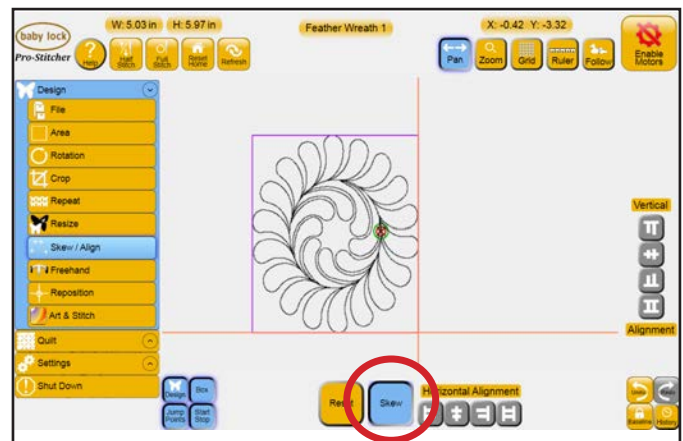 W: 5.03 in H: 5.97 in
Feather Wreath 1
X: -0.42 Y: -3.32
baby lock
Pro-Stitcher
Help
Half Stitch
Full Stitch
Reset Home
Refresh
Pan
Zoom
Grid
Ruler
Follow
Enable Motors
Design
File
Area
Rotation
Crop
Repeat
Resize
Skew / Align
Freehand
Reposition
Art & Stitch
Quilt
Settings
Shut Down
Vertical
Alignment
Design
Box
Jump Points
Start Stop
Reset
Skew
Horizontal Alignment
Undo
Redo
Baseline
History